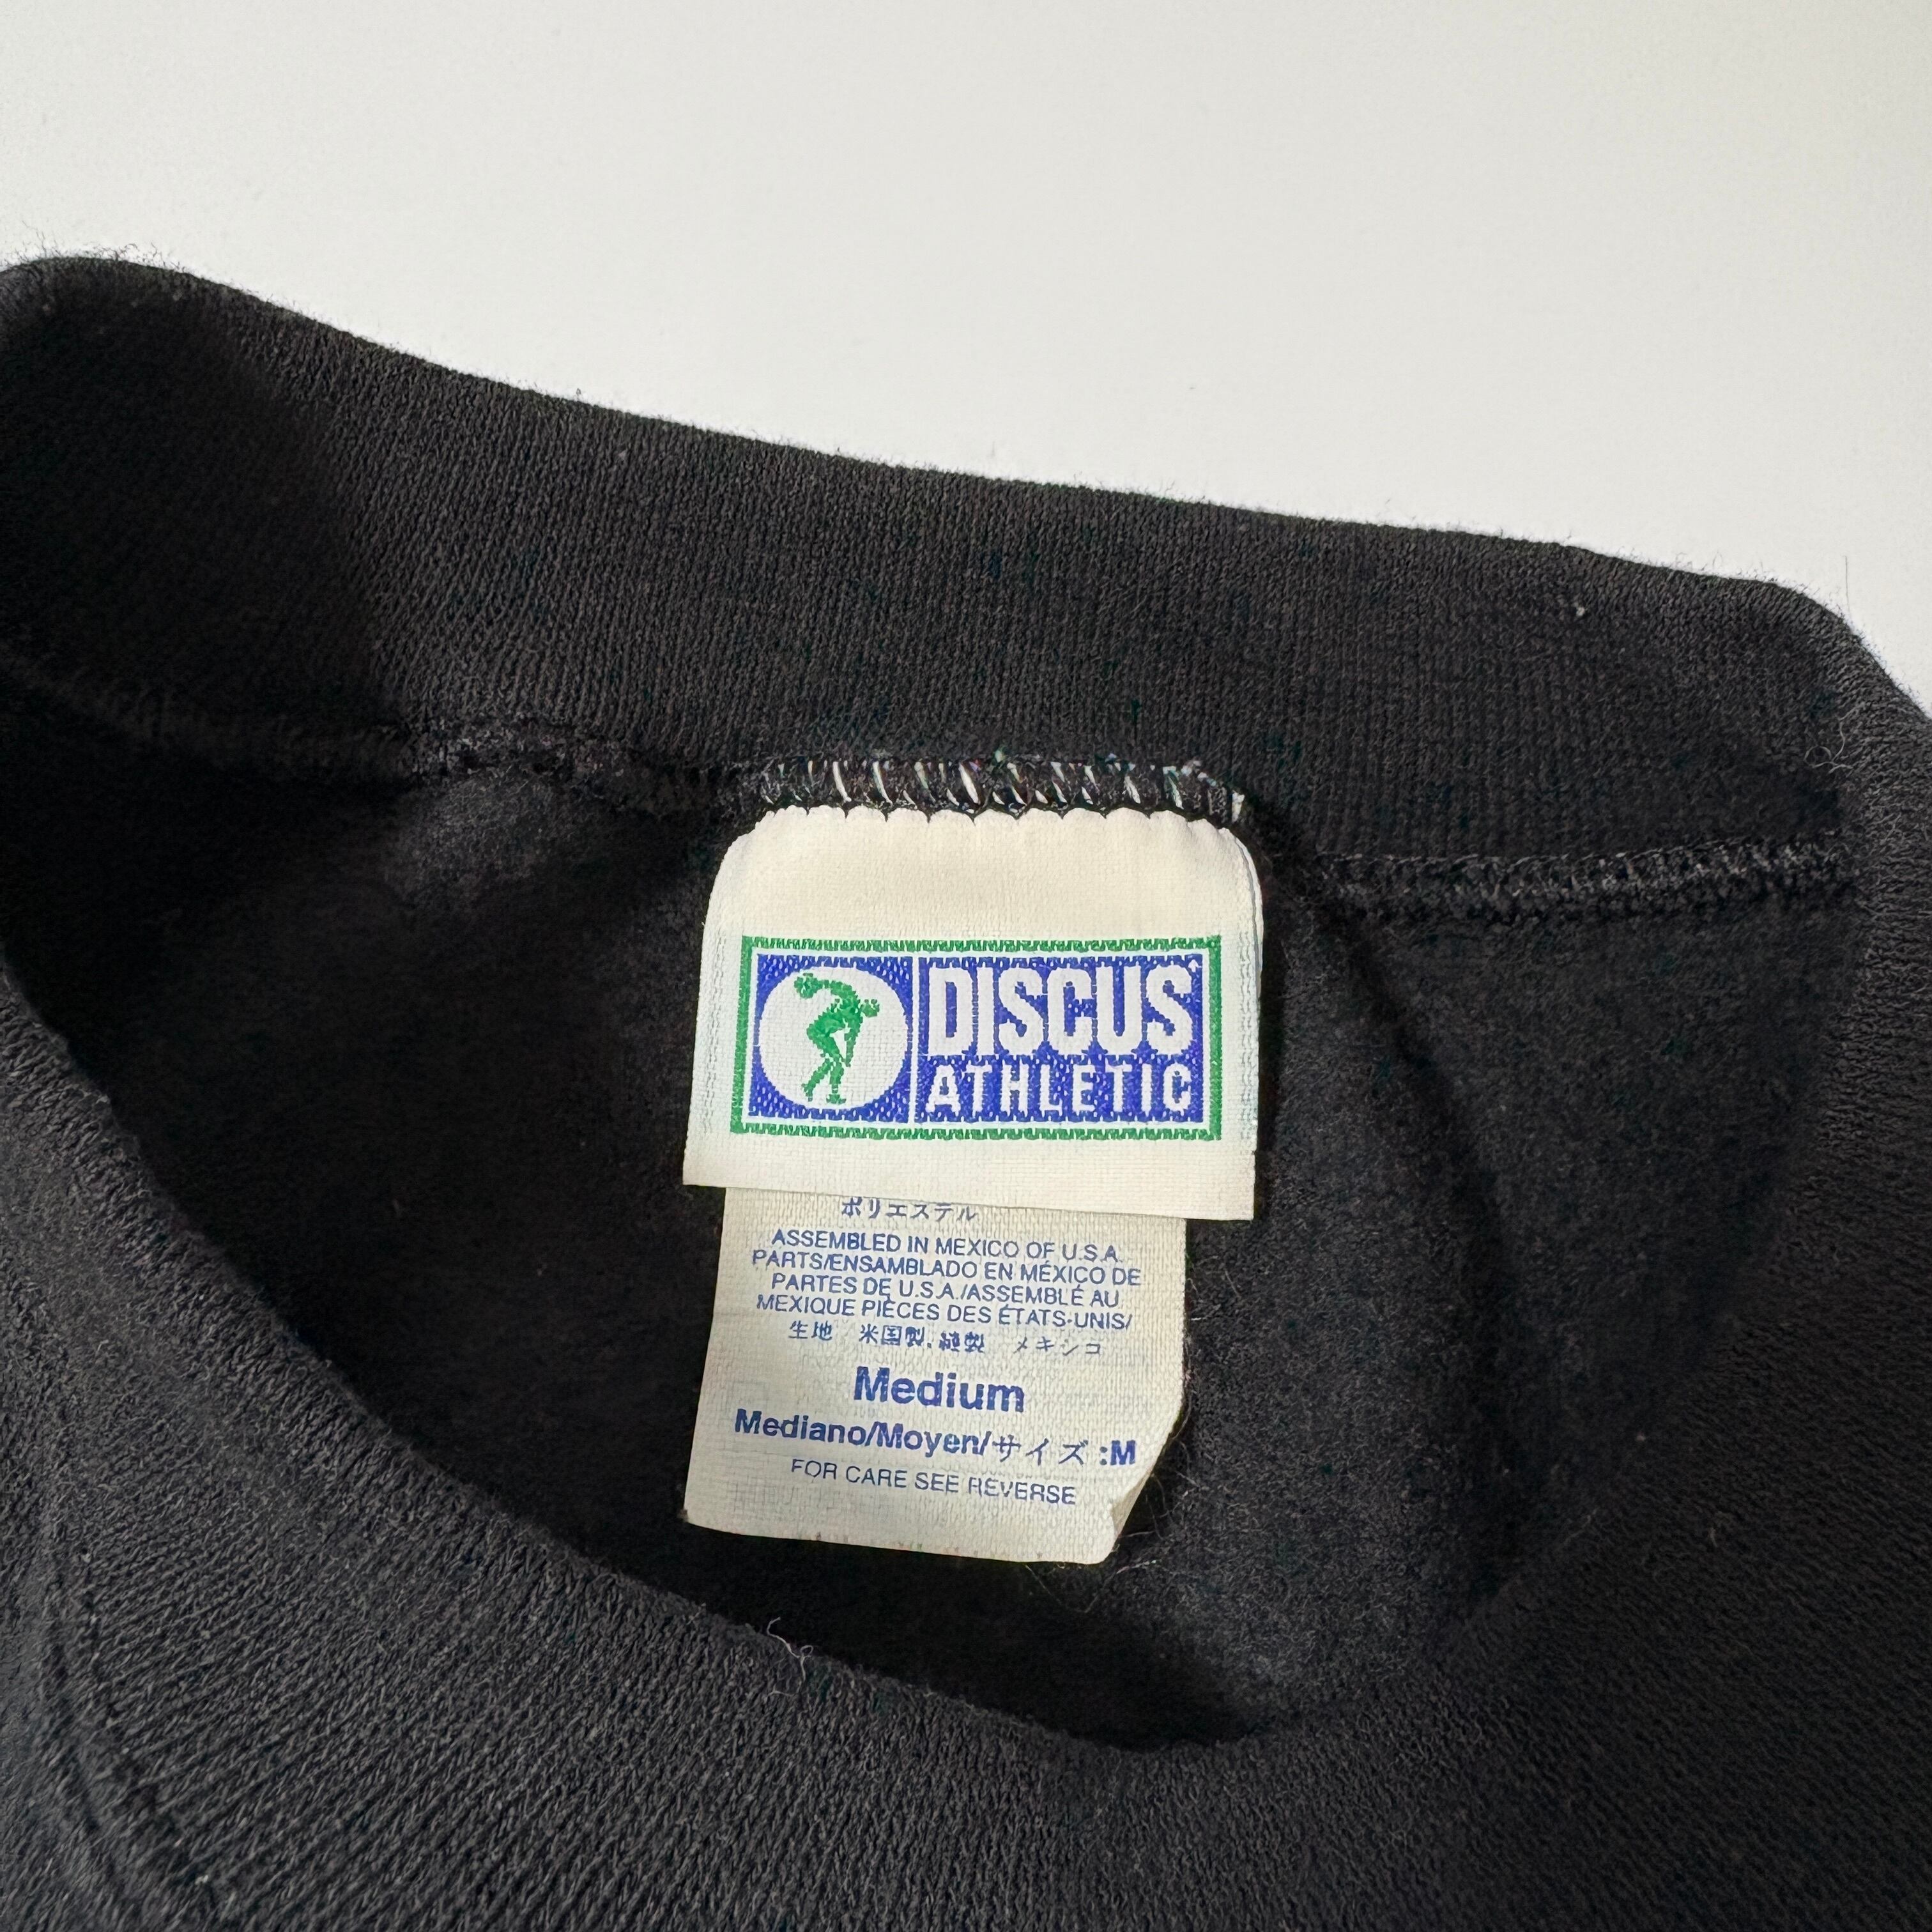 DISCUS
ATHLETIC
ポリエステル
ASSEMBLED IN MEXICO OF U.S.A.
PARTS/ENSAMBLADO EN MÉXICO DE
PARTES DE U.S.A./ASSEMBLÉ AU
MEXIQUE PIÈCES DES ÉTATS-UNIS/
生地 米国製.縫製 メキシコ
Medium
Mediano/Moyen/サイズ :M
FOR CARE SEE REVERSE